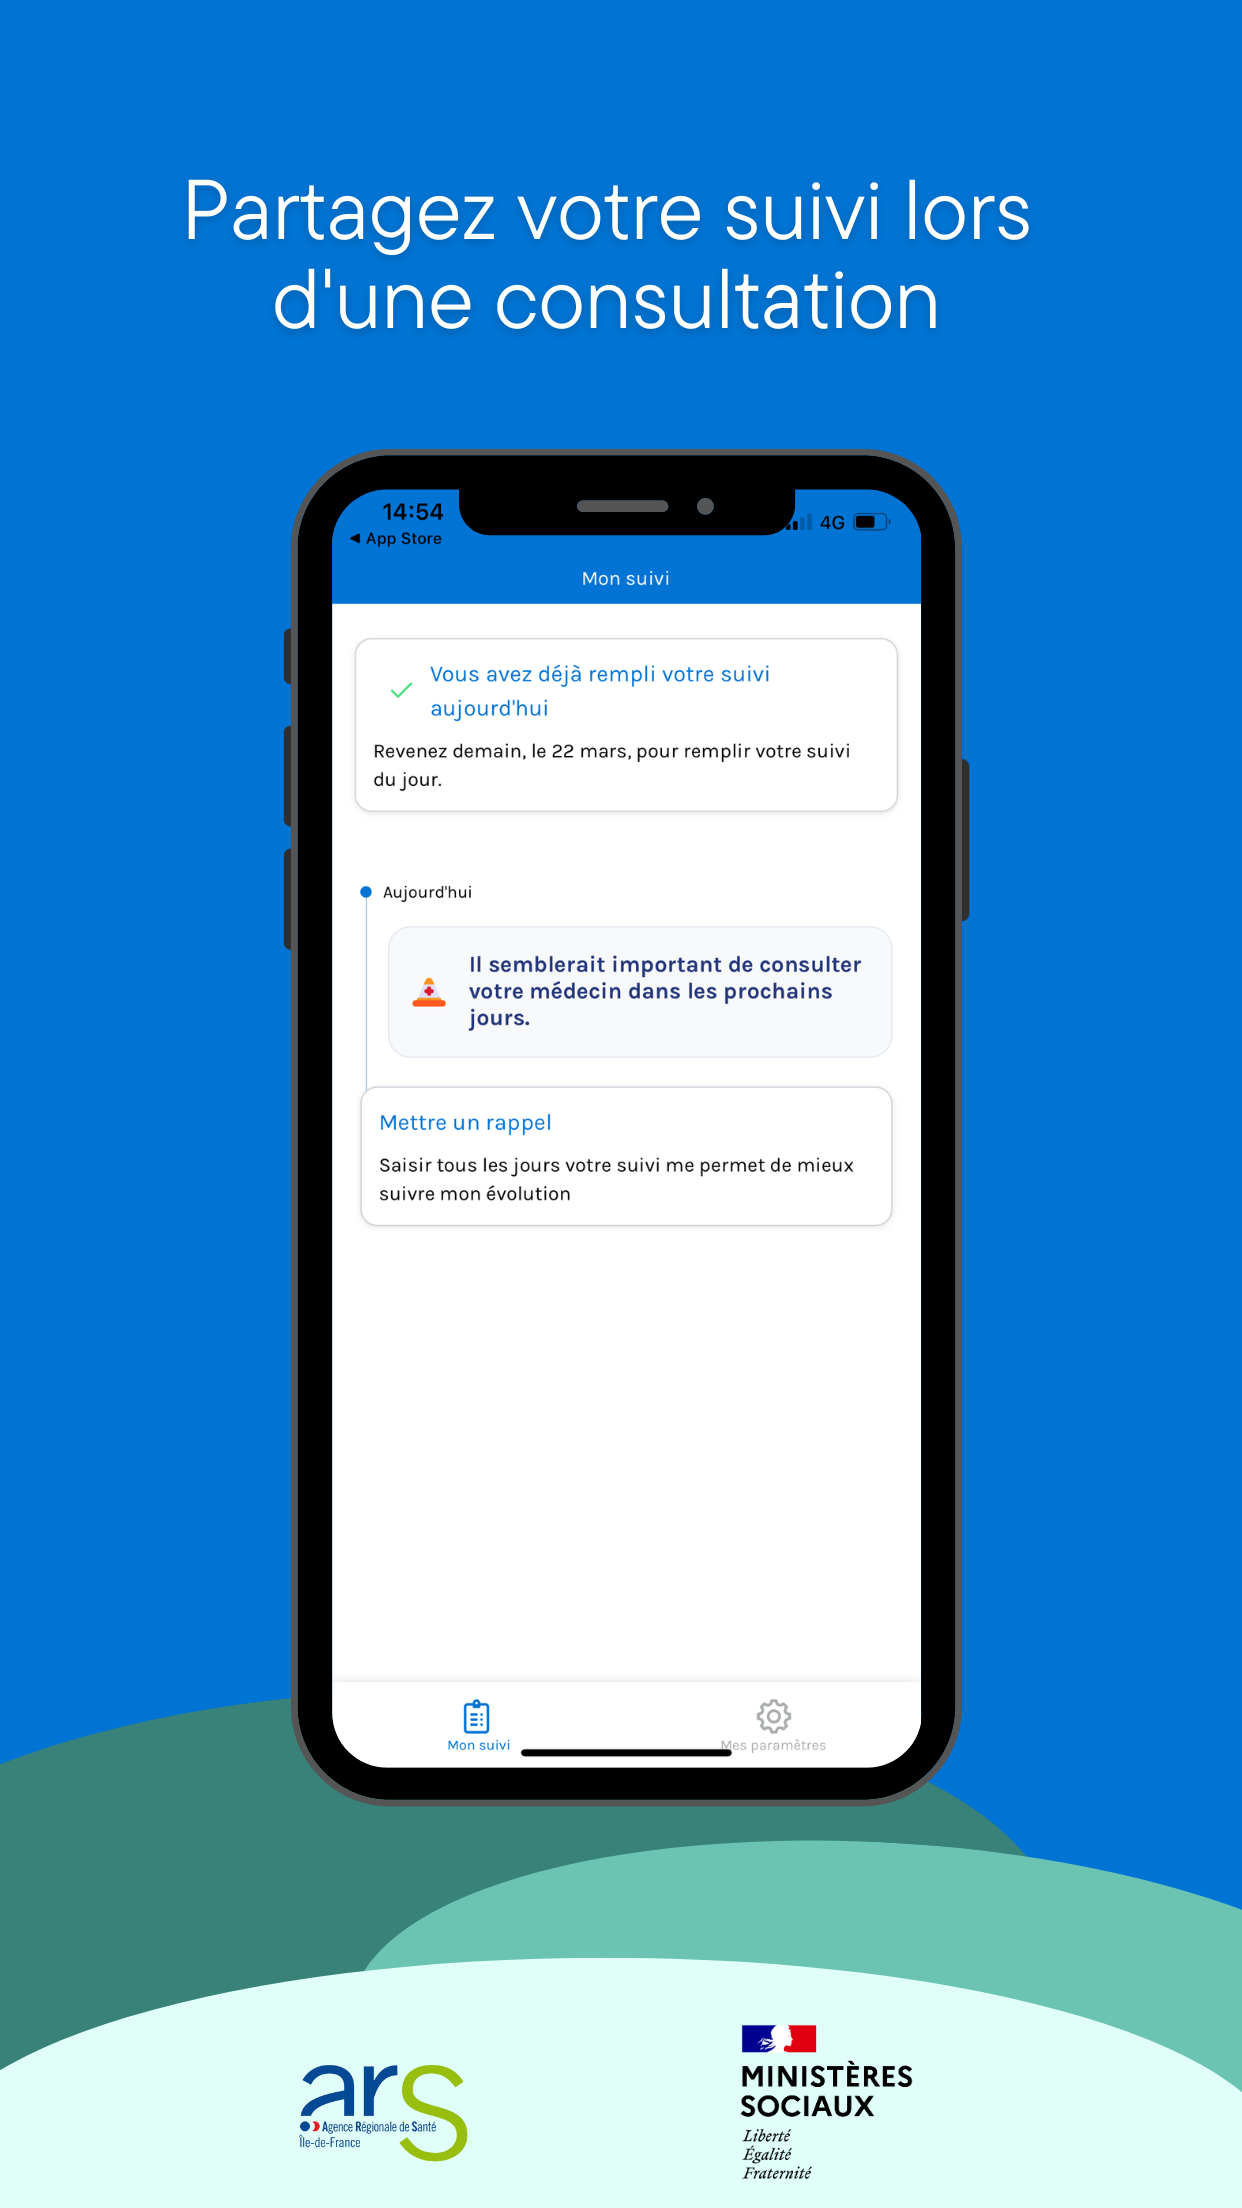 Partagez votre suivi lors
d'une consultation
14:54
4G
◀ App Store
Mon suivi
Vous avez déjà rempli votre suivi
aujourd'hui
Revenez demain, le 22 mars, pour remplir votre suivi
du jour.
Aujourd'hui
Il semblerait important de consulter
votre médecin dans les prochains
jours.
Mettre un rappel
Saisir tous les jours votre suivi me permet de mieux
suivre mon évolution
Mon suivi
Mes paramètres
ars
Agence Régionale de Santé
Île-de-France
MINISTÈRES
SOCIAUX
Liberté
Égalité
Fraternité